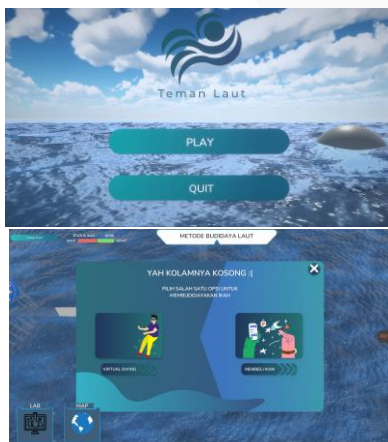 Teman Laut
PLAY
QUIT
METODE BUDIDAYA LAUT
YAH KOLAMNYA KOSONG :(
PILIH SALAH SATU OPSI UNTUK
MEMBUDIDAYAKAN IKAN
VIRTUAL DIVING
MEMBELI IKAN
LAB
MAP